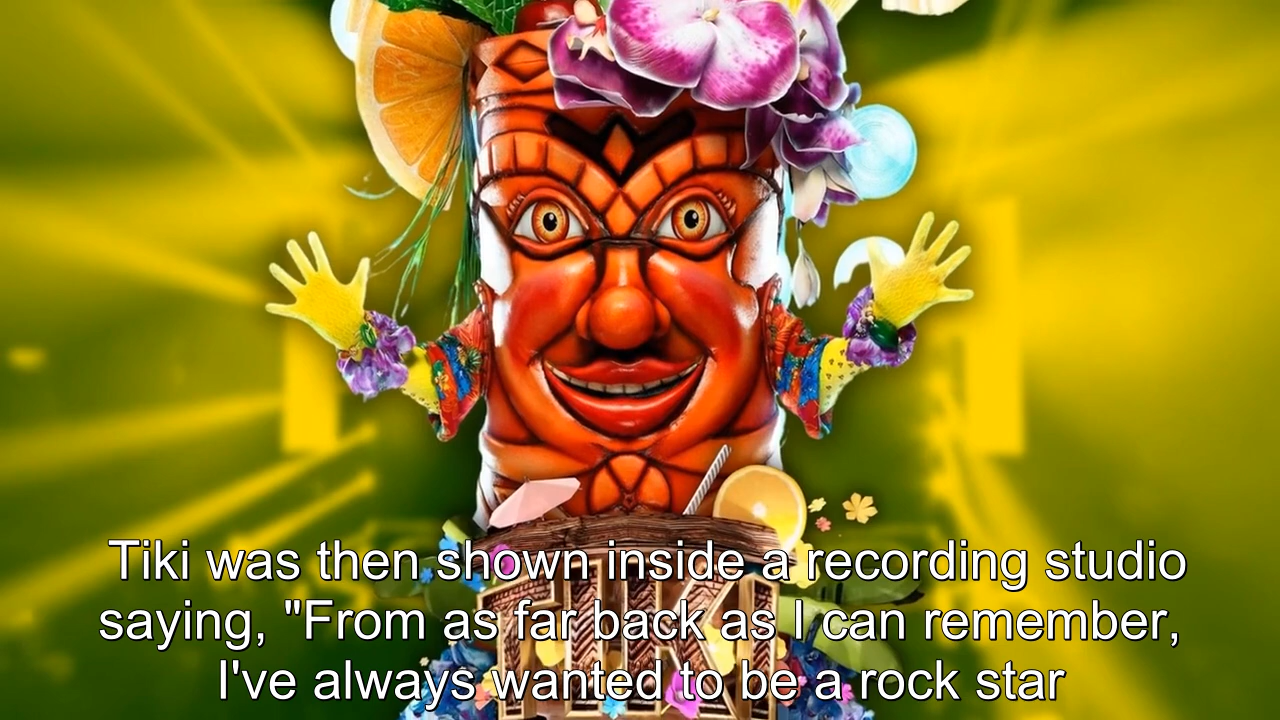 Tiki was then shown inside a recording studio
saying, "From as far back as I can remember,
I've always wanted to be a rock star
TIKI